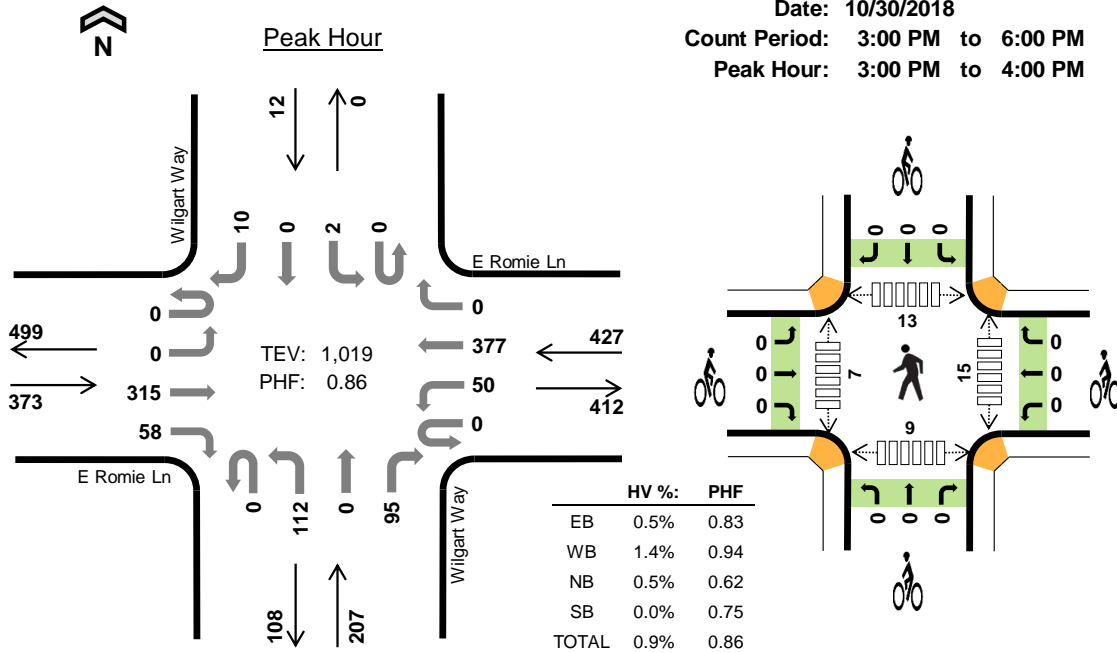 N
Peak Hour
Date: 10/30/2018
Count Period: 3:00 PM to 6:00 PM
Peak Hour: 3:00 PM to 4:00 PM
12
0
Wilgart Way
10
0
2
0
E Romie Ln
0
0
315
58
499
373
TEV: 1,019
PHF: 0.86
0
377
50
0
427
412
E Romie Ln
0
112
0
95
Wilgart Way
108
207
0
0
0
13
0
0
0
7
15
0
0
0
9
0
0
0
HV %: PHF
EB 0.5% 0.83
WB 1.4% 0.94
NB 0.5% 0.62
SB 0.0% 0.75
TOTAL 0.9% 0.86